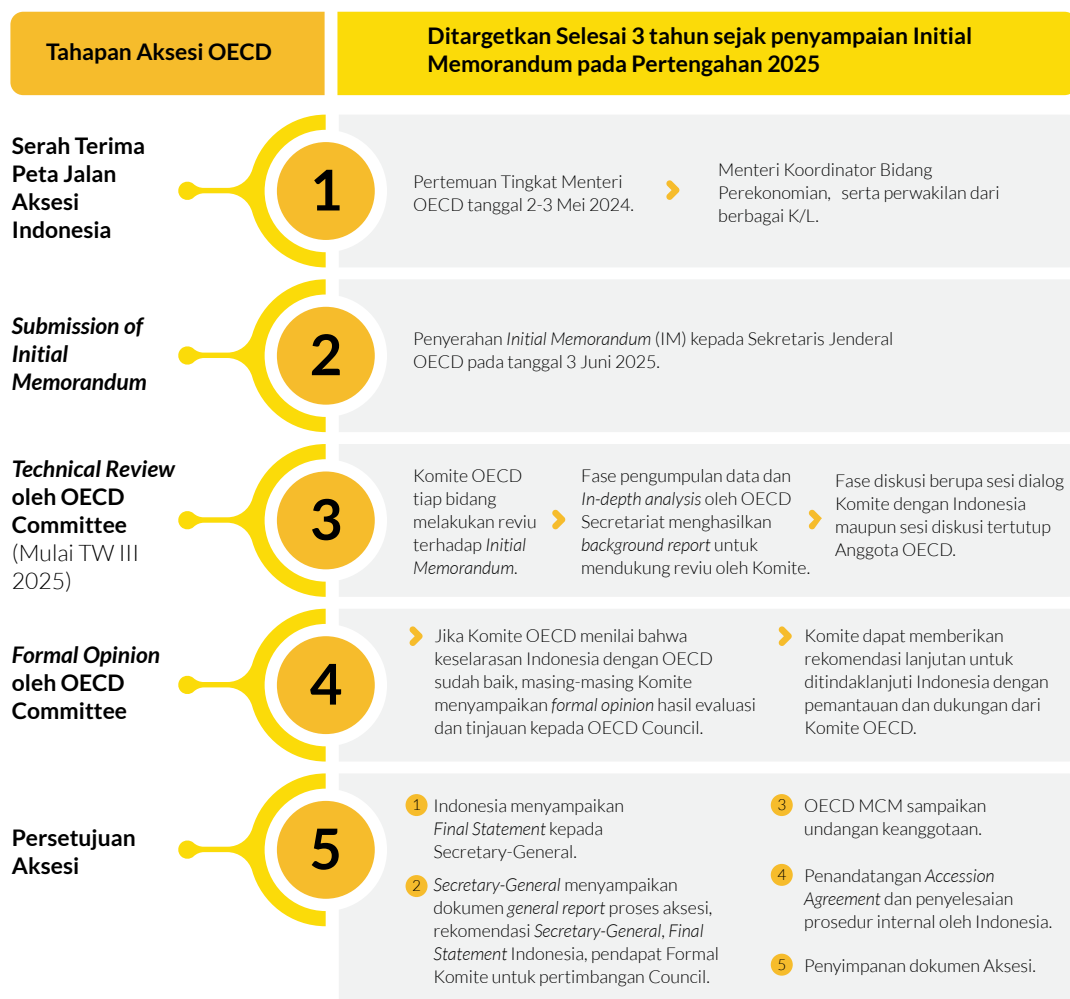 Tahapan Aksesi OECD
Ditargetkan Selesai 3 tahun sejak penyampaian Initial
Memorandum pada Pertengahan 2025
Serah Terima
Peta Jalan
Aksesi
Indonesia
1
Pertemuan Tingkat Menteri
OECD tanggal 2-3 Mei 2024.
Menteri Koordinator Bidang
Perekonomian, serta perwakilan dari
berbagai K/L.
Submission of
Initial
Memorandum
2
Penyerahan Initial Memorandum (IM) kepada Sekretaris Jenderal
OECD pada tanggal 3 Juni 2025.
Technical Review
oleh OECD
Committee
(Mulai TW III
2025)
3
Komite OECD
tiap bidang
melakukan reviu
terhadap Initial
Memorandum.
Fase pengumpulan data dan
In-depth analysis oleh OECD
Secretariat menghasilkan
background report untuk
mendukung reviu oleh Komite.
Fase diskusi berupa sesi dialog
Komite dengan Indonesia
maupun sesi diskusi tertutup
Anggota OECD.
Formal Opinion
oleh OECD
Committee
4
Jika Komite OECD menilai bahwa
keselarasan Indonesia dengan OECD
sudah baik, masing-masing Komite
menyampaikan formal opinion hasil evaluasi
dan tinjauan kepada OECD Council.
Komite dapat memberikan
rekomendasi lanjutan untuk
ditindaklanjuti Indonesia dengan
pemantauan dan dukungan dari
Komite OECD.
Persetujuan
Aksesi
5
1 Indonesia menyampaikan
Final Statement kepada
Secretary-General.
2 Secretary-General menyampaikan
dokumen general report proses aksesi,
rekomendasi Secretary-General, Final
Statement Indonesia, pendapat Formal
Komite untuk pertimbangan Council.
3 OECD MCM sampaikan
undangan keanggotaan.
4 Penandatangan Accession
Agreement dan penyelesaian
prosedur internal oleh Indonesia.
5 Penyimpanan dokumen Aksesi.